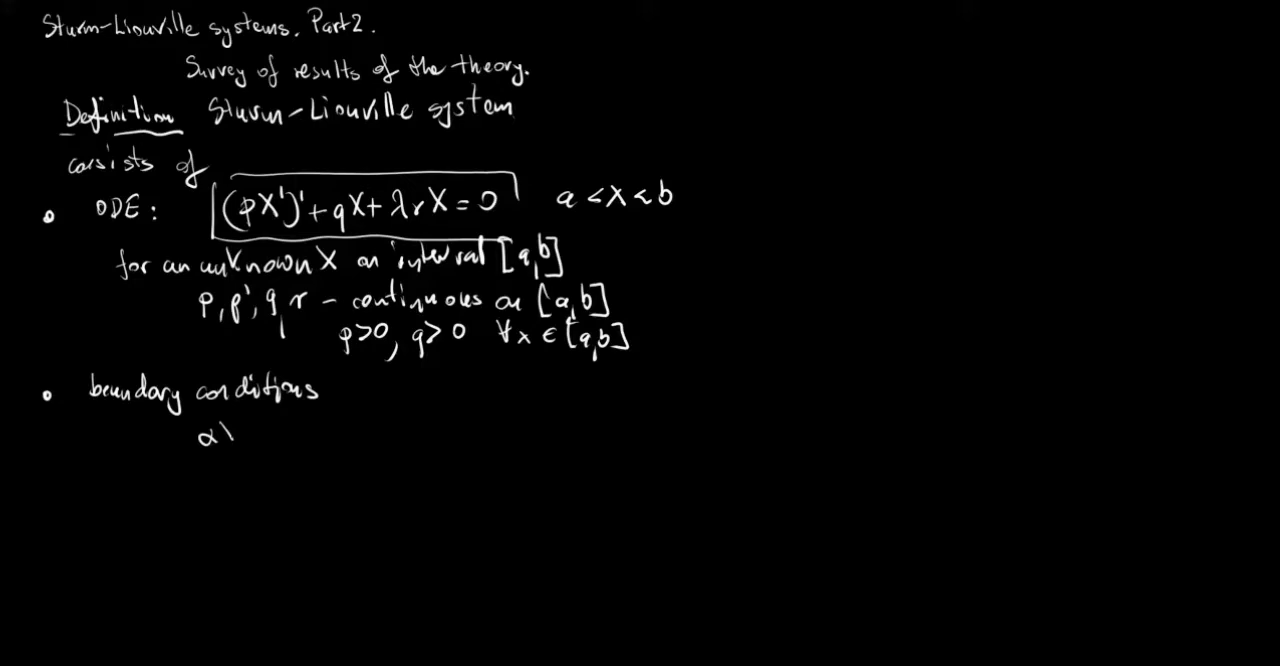 Sturm-Liouville systems. Part 2.
Survey of results of the theory.
Definition Sturm-Liouville system
consists of
• ODE: (pX')' + qX + λrX = 0 a < x < b
for an unknown X on interval [a,b]
p, p', q, r - continuous on [a,b]
p>0, q>0 ∀x ∈ [a,b]
• boundary conditions
α\